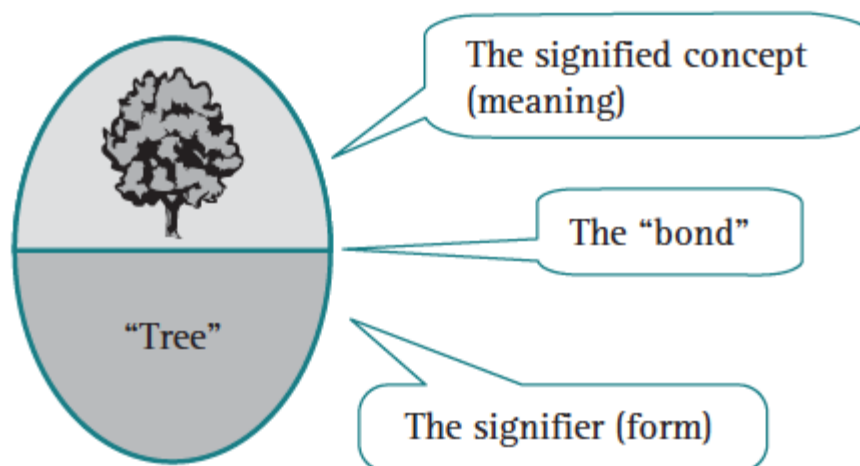 The signified concept
(meaning)
The “bond”
“Tree”
The signifier (form)